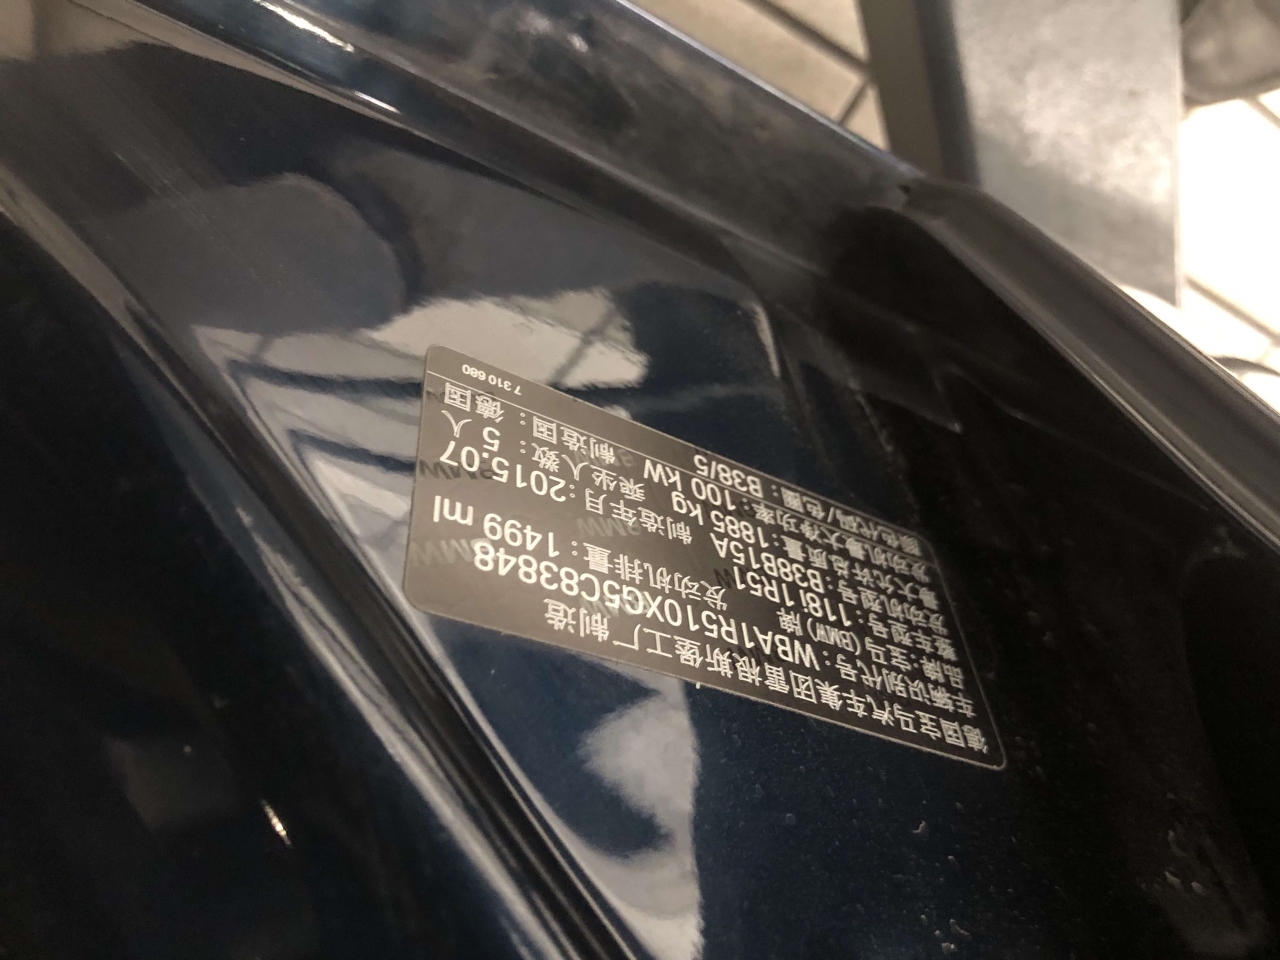 德国宝马汽车集团雷根斯堡工厂 制造
车辆识别代号：WBA1R510XG5C83848
品牌：宝马(BMW)牌 发动机排量：1499 ml
整车型号：118i 1R51
发动机型号：B38B15A 制造年月：2015.07
最大允许总质量：1885 kg 乘坐人数：5 人
发动机最大净功率：100 kW 制造国：德国
颜色代码/色圈：B38/5
7 310 680